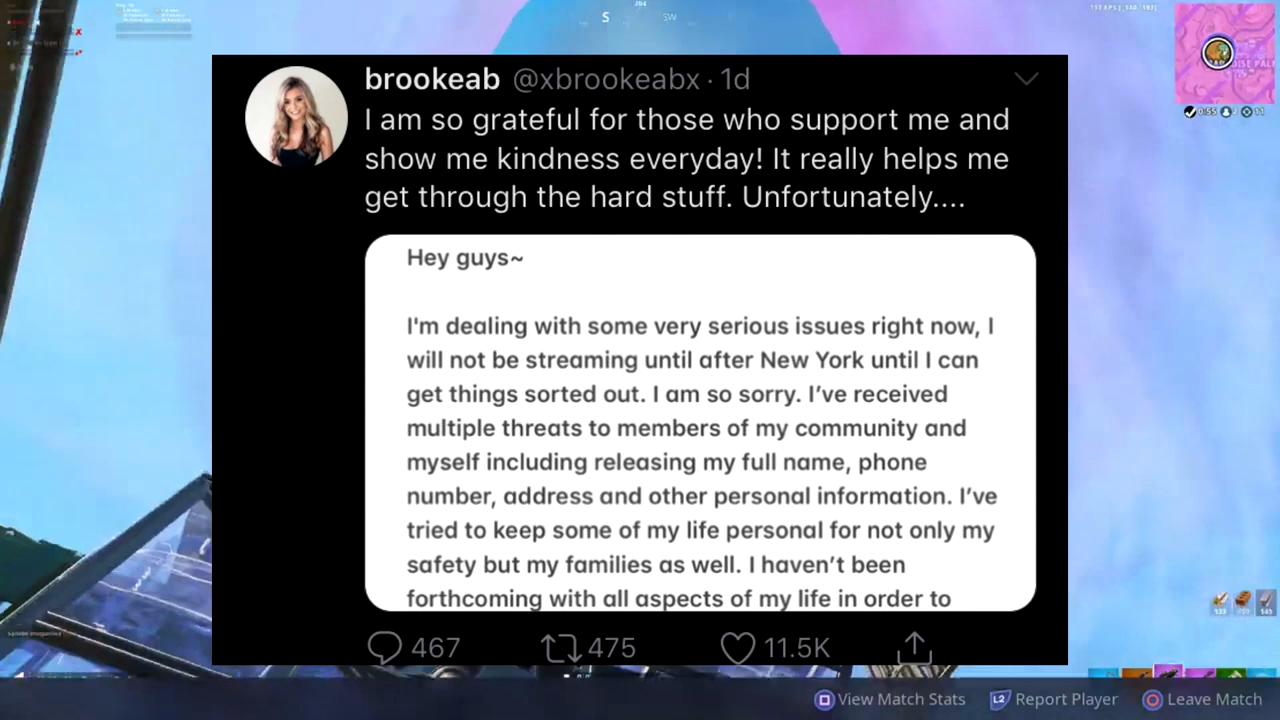 S
SW
brookeab @xbrookeabx · 1d
I am so grateful for those who support me and
show me kindness everyday! It really helps me
get through the hard stuff. Unfortunately....
Hey guys~
I'm dealing with some very serious issues right now, I
will not be streaming until after New York until I can
get things sorted out. I am so sorry. I’ve received
multiple threats to members of my community and
myself including releasing my full name, phone
number, address and other personal information. I’ve
tried to keep some of my life personal for not only my
safety but my families as well. I haven’t been
forthcoming with all aspects of my life in order to
467 475 11.5K
0:55 11
View Match Stats L2 Report Player Leave Match